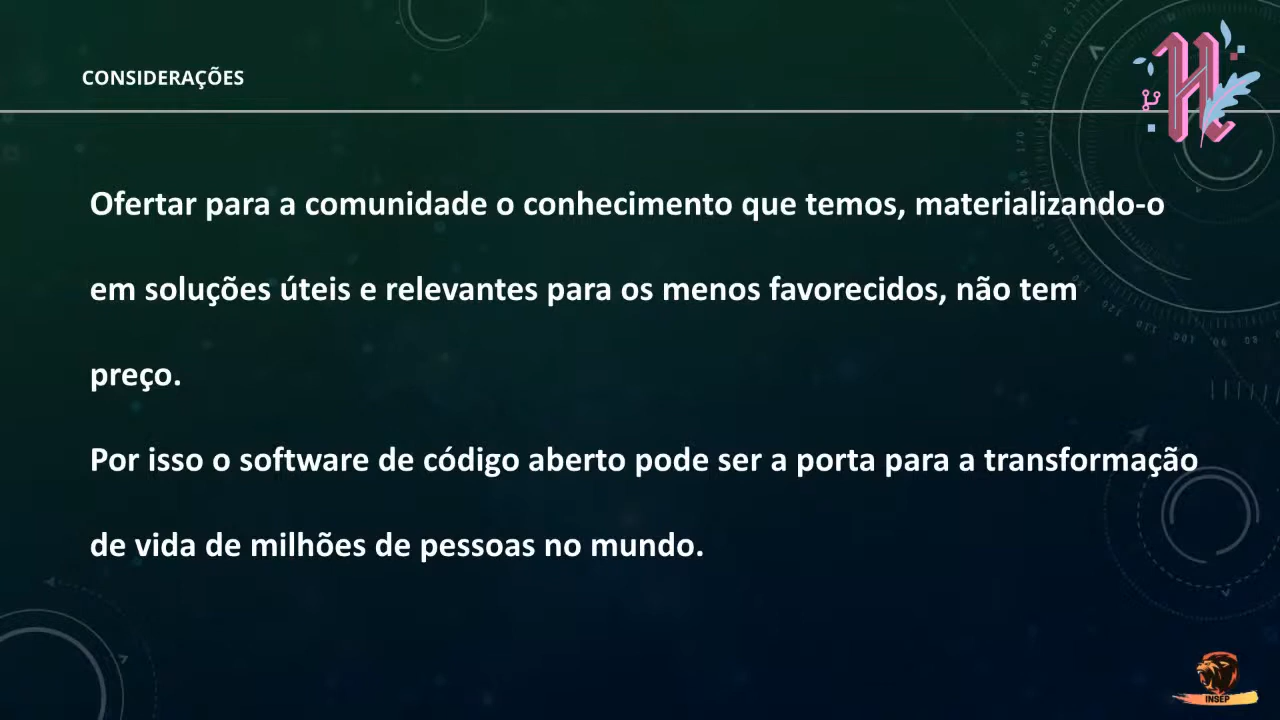 CONSIDERAÇÕES
Ofertar para a comunidade o conhecimento que temos, materializando-o
em soluções úteis e relevantes para os menos favorecidos, não tem
preço.
Por isso o software de código aberto pode ser a porta para a transformação
de vida de milhões de pessoas no mundo.
H
INSEP